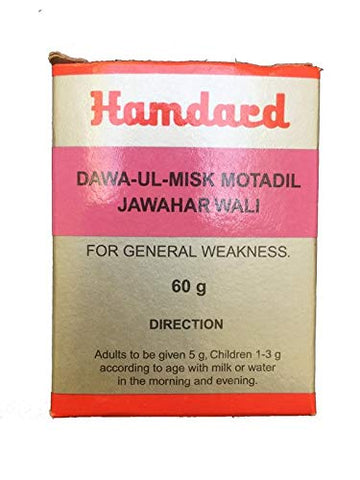 Hamdard
DAWA-UL-MISK MOTADIL
JAWAHAR WALI
FOR GENERAL WEAKNESS.
60 g
DIRECTION
Adults to be given 5 g, Children 1-3 g
according to age with milk or water
in the morning and evening.